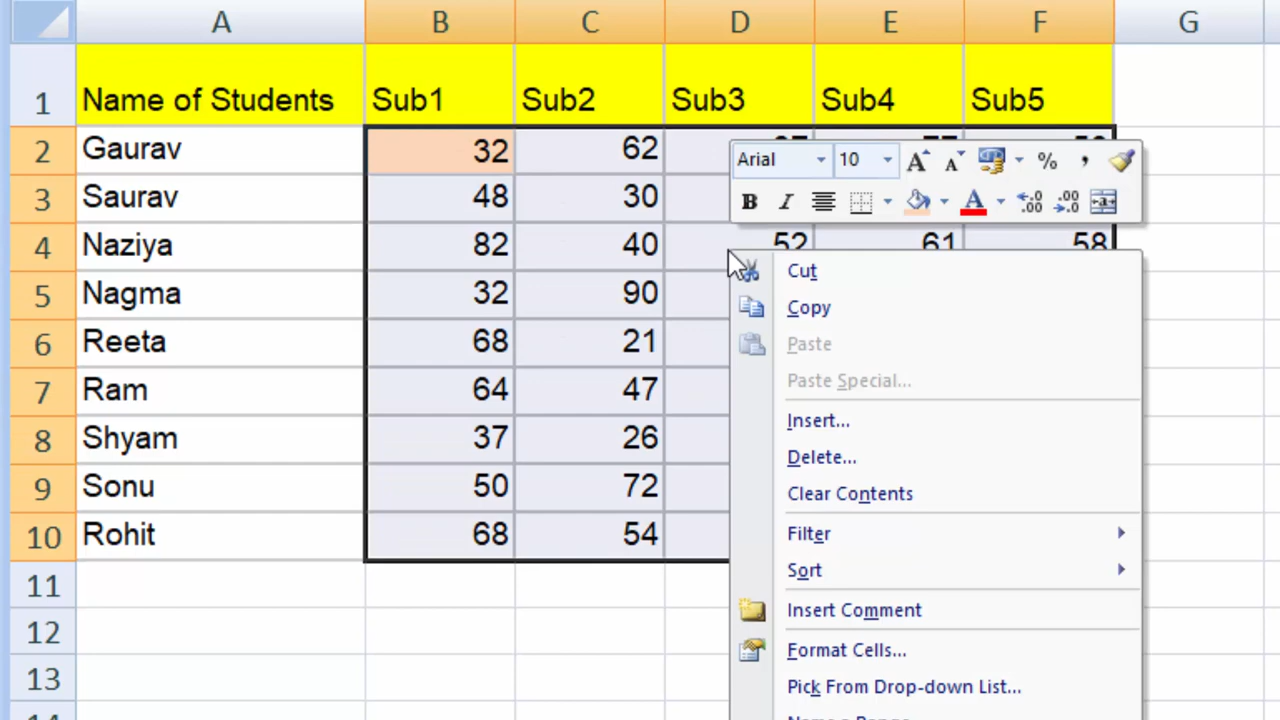 A B C D E F G
1 Name of Students Sub1 Sub2 Sub3 Sub4 Sub5
2 Gaurav 32 62
Arial 10 A A % ,
B I A .00 .00 a
3 Saurav 48 30
4 Naziya 82 40 52 61 58
Cut
5 Nagma 32 90
Copy
6 Reeta 68 21
Paste
7 Ram 64 47
Paste Special...
Insert...
8 Shyam 37 26
Delete...
9 Sonu 50 72
Clear Contents
10 Rohit 68 54
Filter
Sort
11
Insert Comment
12
Format Cells...
13
Pick From Drop-down List...